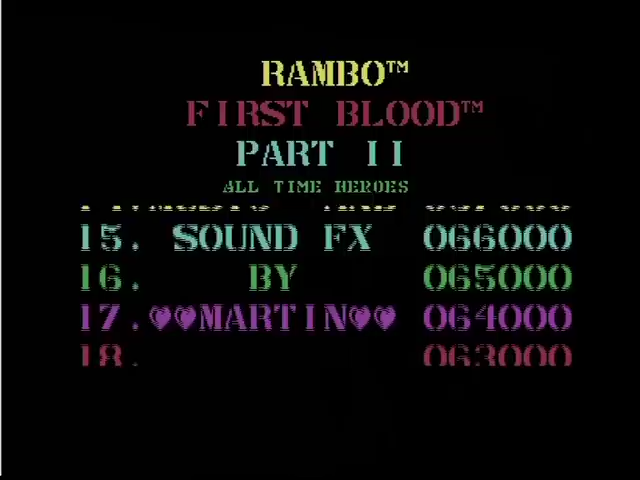 RAMBO™
FIRST BLOOD™
PART II
ALL TIME HEROES
15. SOUND FX 066000
16. BY 065000
17.♥♥MARTIN♥♥ 064000
18. 063000